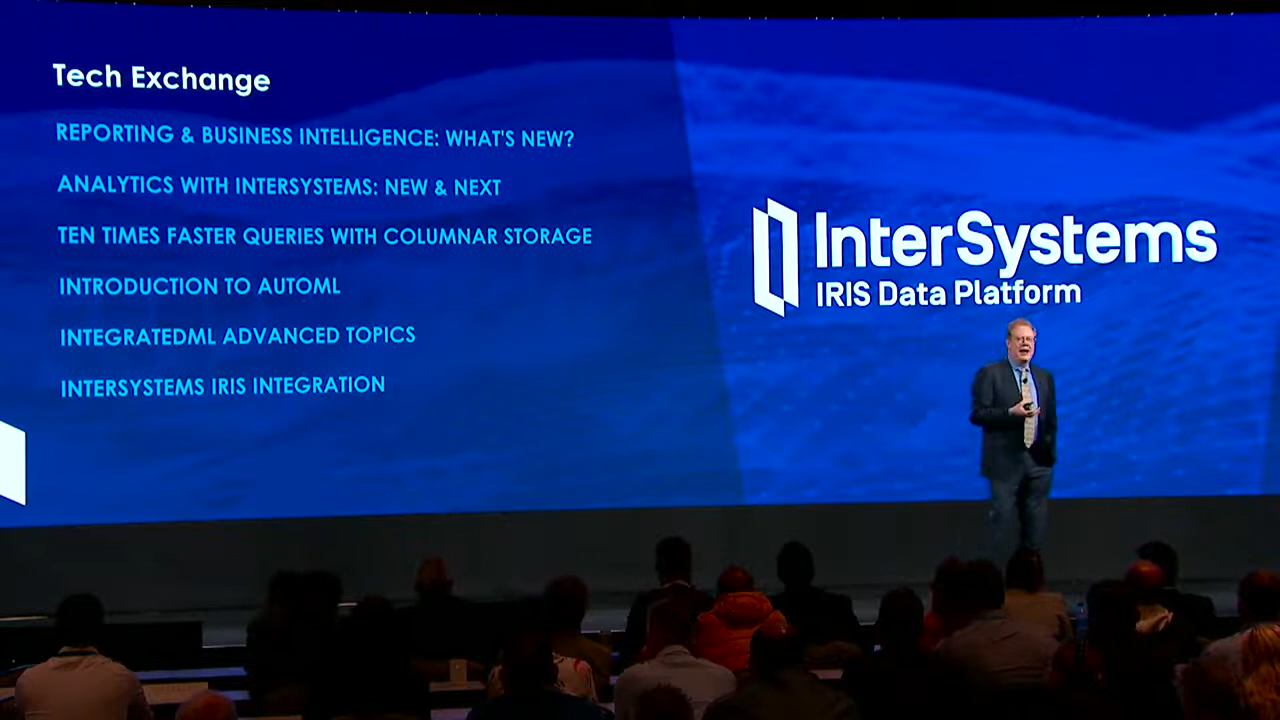 Tech Exchange
REPORTING & BUSINESS INTELLIGENCE: WHAT'S NEW?
ANALYTICS WITH INTERSYSTEMS: NEW & NEXT
TEN TIMES FASTER QUERIES WITH COLUMNAR STORAGE
INTRODUCTION TO AUTOML
INTEGRATEDML ADVANCED TOPICS
INTERSYSTEMS IRIS INTEGRATION
InterSystems
IRIS Data Platform